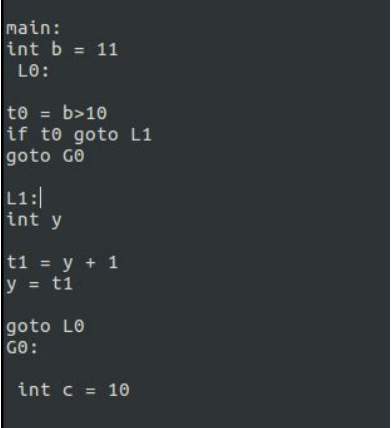 main:
int b = 11
L0:
t0 = b>10
if t0 goto L1
goto G0
L1:
int y
t1 = y + 1
y = t1
goto L0
G0:
int c = 10